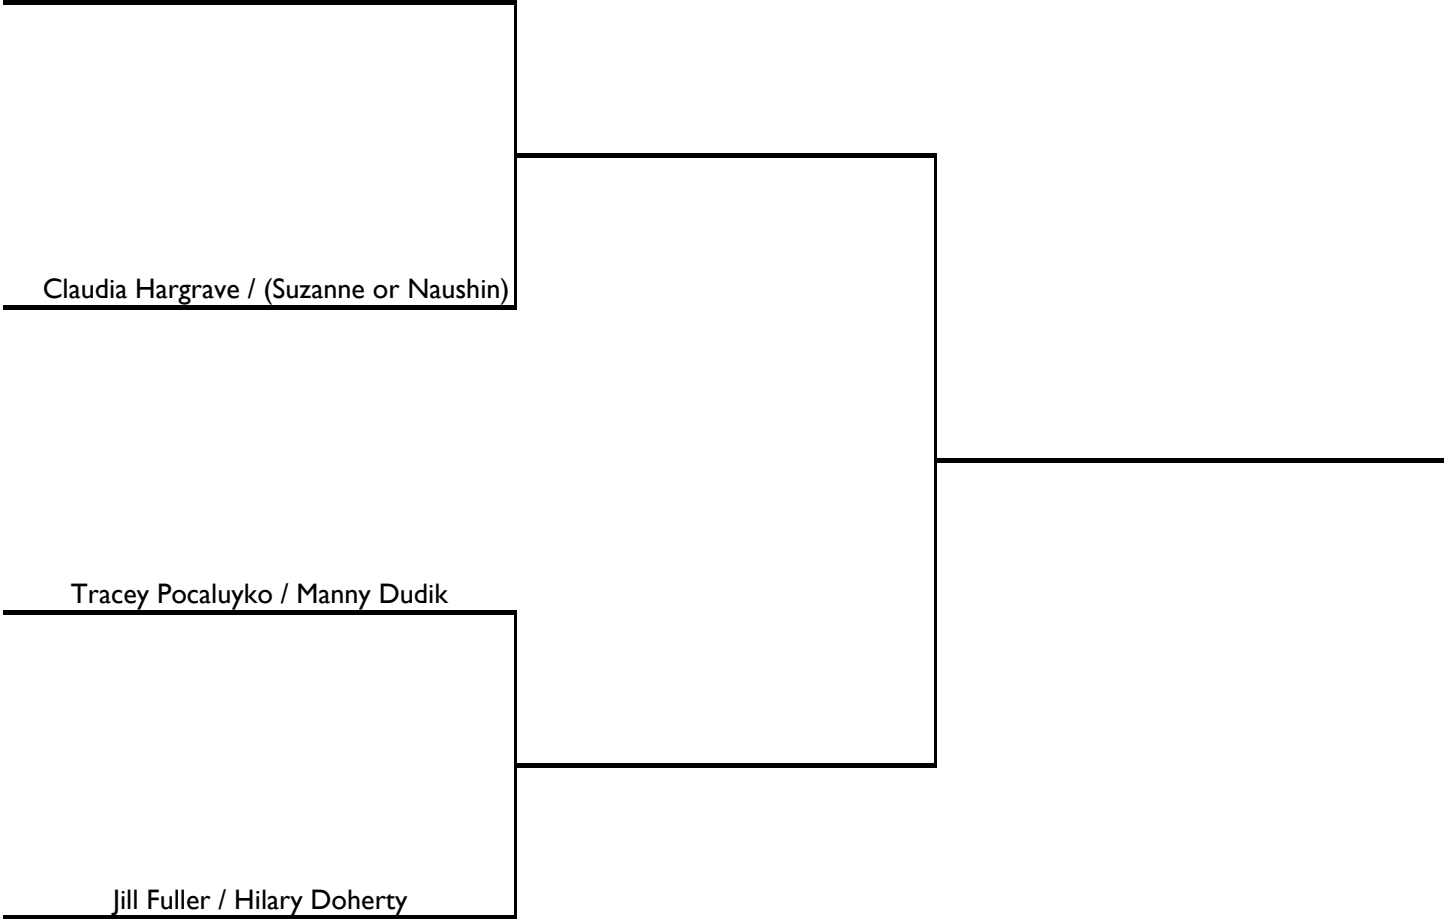 Claudia Hargrave / (Suzanne or Naushin)
Tracey Pocaluyko / Manny Dudik
Jill Fuller / Hilary Doherty